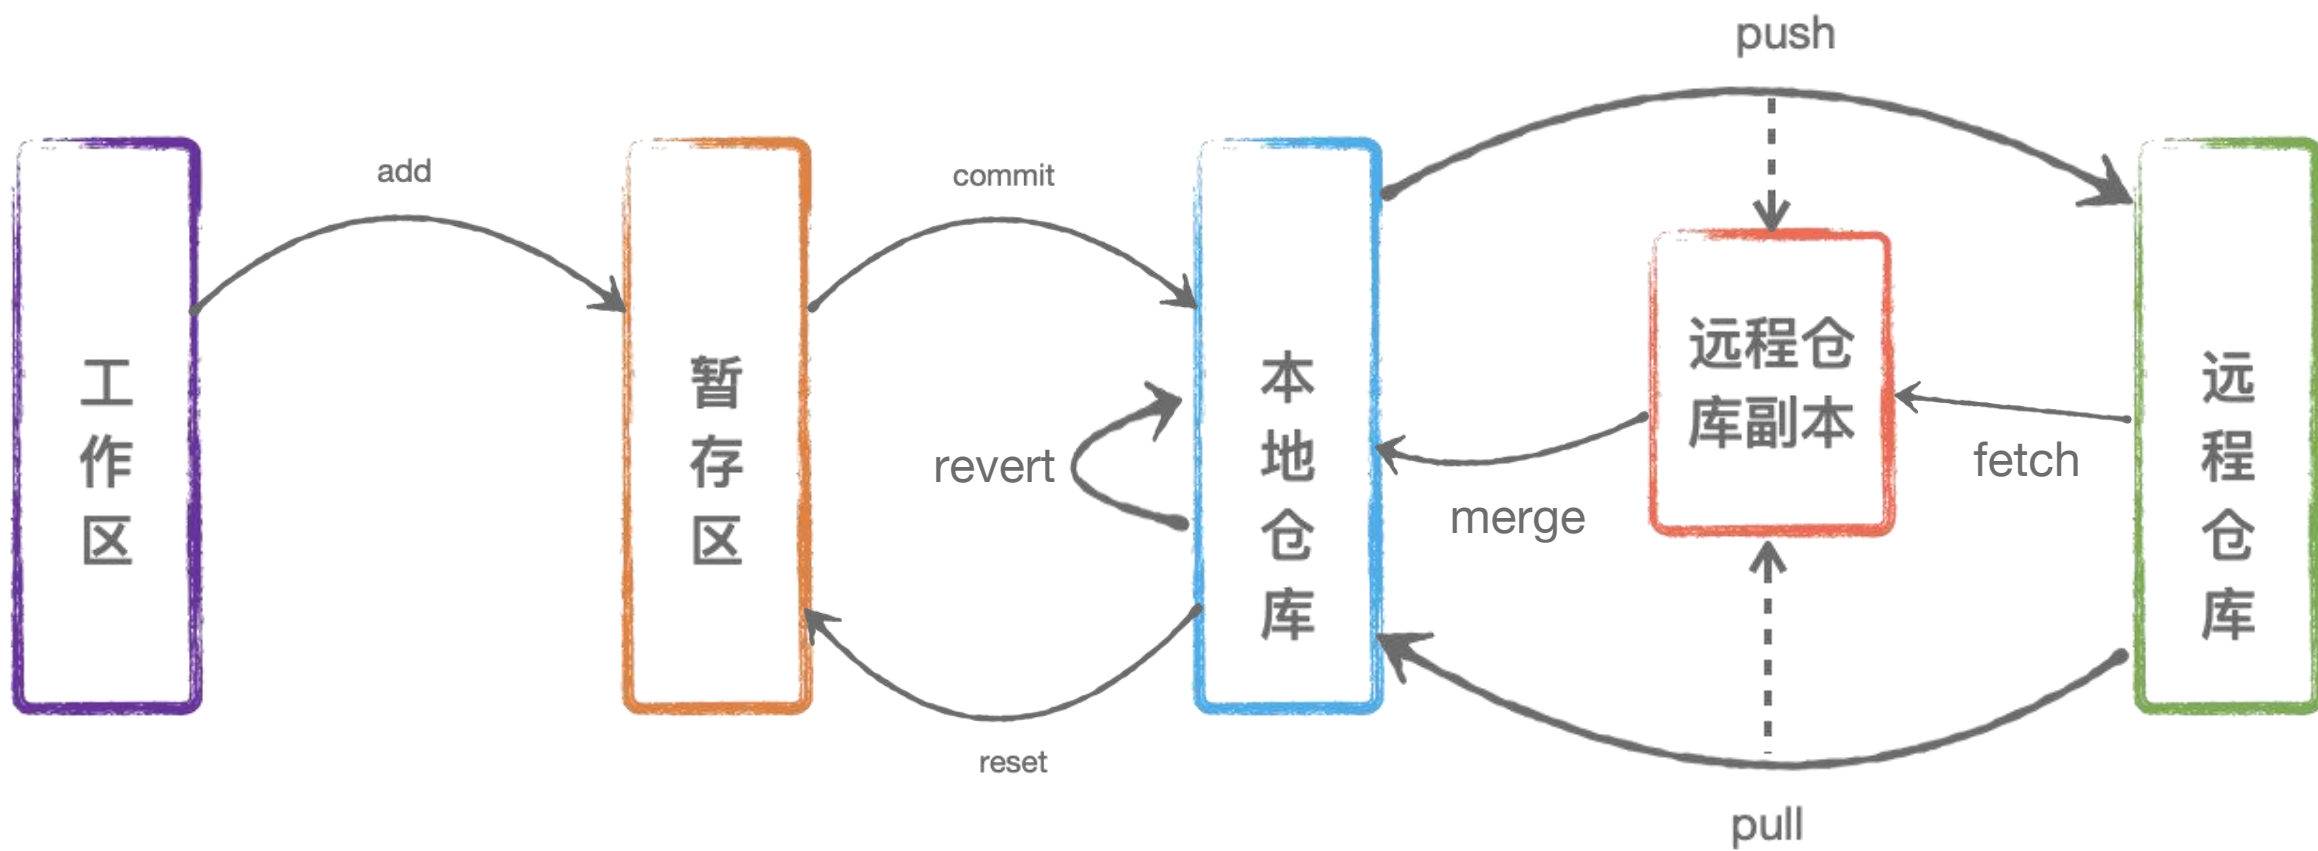 push
add
commit
工
作
区
暂
存
区
revert
本
地
仓
库
远程仓
库副本
merge
fetch
远
程
仓
库
reset
pull